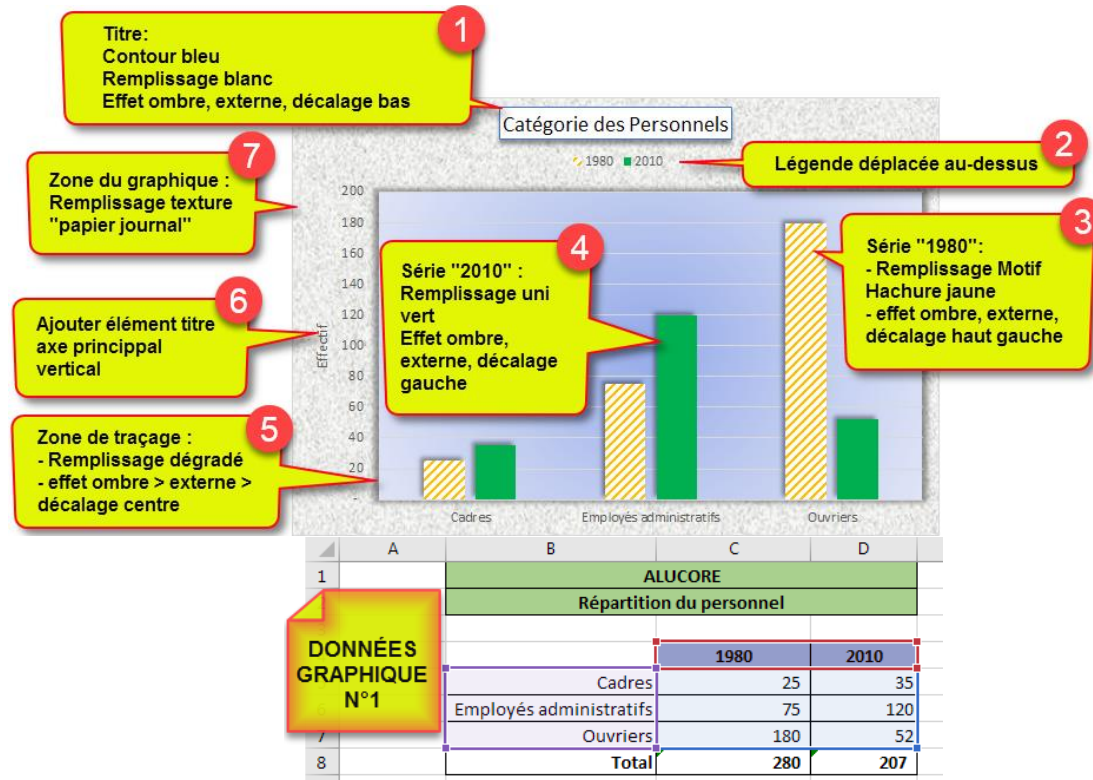 1
Titre:
Contour bleu
Remplissage blanc
Effet ombre, externe, décalage bas
Catégorie des Personnels
1980 2010
2
Légende déplacée au-dessus
7
Zone du graphique :
Remplissage texture
"papier journal"
3
Série "1980":
- Remplissage Motif
Hachure jaune
- effet ombre, externe,
décalage haut gauche
4
Série "2010" :
Remplissage uni
vert
Effet ombre,
externe, décalage
gauche
6
Ajouter élément titre
axe princippal
vertical
5
Zone de traçage :
- Remplissage dégradé
- effet ombre > externe >
décalage centre
Effectif
200
180
160
140
120
100
80
60
40
20
-
Cadres Employés administratifs Ouvriers
A B C D
1 ALUCORE
Répartition du personnel
DONNÉES
GRAPHIQUE
N°1
1980 2010
Cadres 25 35
6 Employés administratifs 75 120
7 Ouvriers 180 52
8 Total 280 207